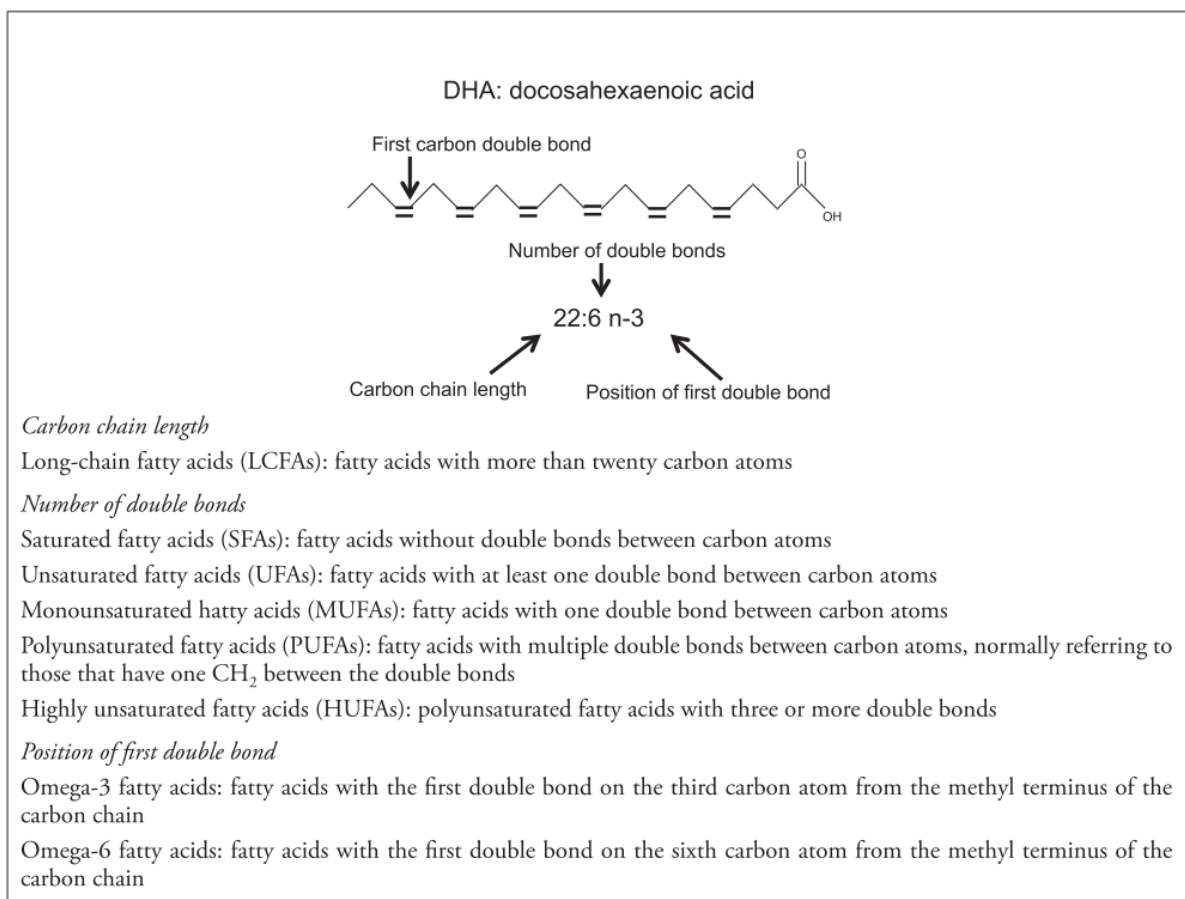 DHA: docosahexaenoic acid
First carbon double bond
O
OH
Number of double bonds
22:6 n-3
Carbon chain length
Position of first double bond
Carbon chain length
Long-chain fatty acids (LCFAs): fatty acids with more than twenty carbon atoms
Number of double bonds
Saturated fatty acids (SFAs): fatty acids without double bonds between carbon atoms
Unsaturated fatty acids (UFAs): fatty acids with at least one double bond between carbon atoms
Monounsaturated hatty acids (MUFAs): fatty acids with one double bond between carbon atoms
Polyunsaturated fatty acids (PUFAs): fatty acids with multiple double bonds between carbon atoms, normally referring to
those that have one CH₂ between the double bonds
Highly unsaturated fatty acids (HUFAs): polyunsaturated fatty acids with three or more double bonds
Position of first double bond
Omega-3 fatty acids: fatty acids with the first double bond on the third carbon atom from the methyl terminus of the
carbon chain
Omega-6 fatty acids: fatty acids with the first double bond on the sixth carbon atom from the methyl terminus of the
carbon chain